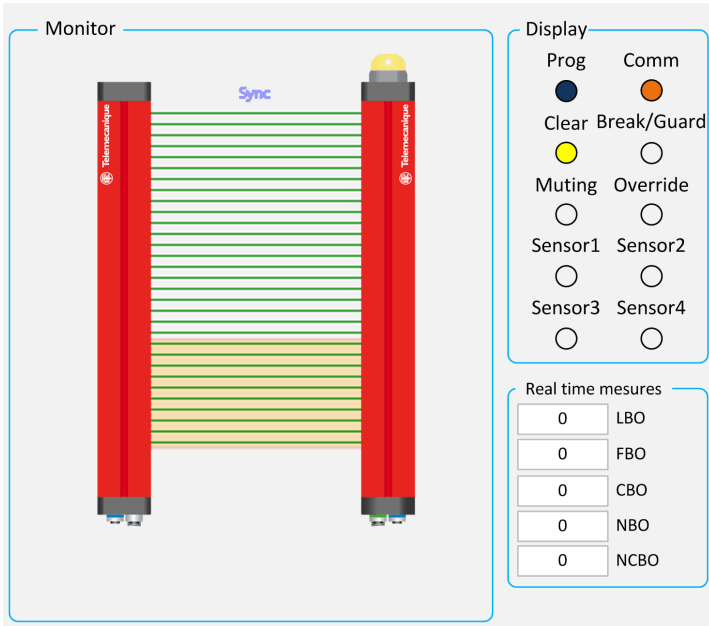 Monitor
Sync
Telemecanique
Telemecanique
Display
Prog Comm
Clear Break/Guard
Muting Override
Sensor1 Sensor2
Sensor3 Sensor4
Real time mesures
0 LBO
0 FBO
0 CBO
0 NBO
0 NCBO